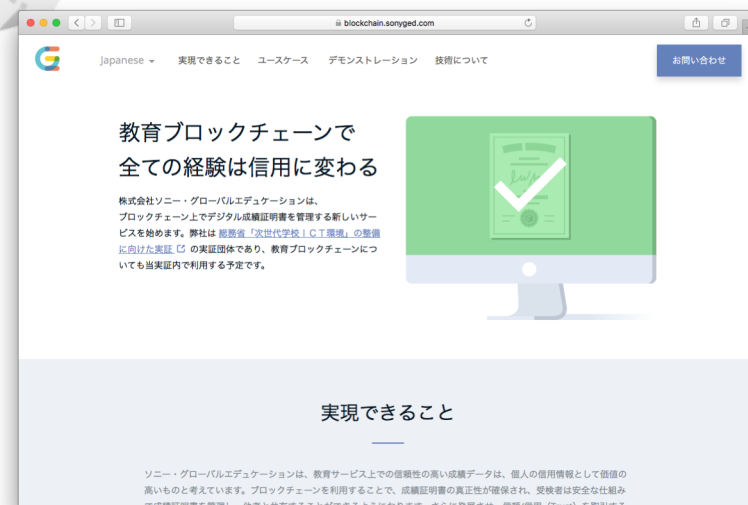 blockchain.sonyged.com
Japanese 実現できること ユースケース デモンストレーション 技術について お問い合わせ
教育ブロックチェーンで
全ての経験は信用に変わる
株式会社ソニー・グローバルエデュケーションは、
ブロックチェーン上でデジタル成績証明書を管理する新しいサー
ビスを始めます。弊社は 総務省「次世代学校ＩＣＴ環境」の整備
に向けた実証 の実証団体であり、教育ブロックチェーンにつ
いても当実証内で利用する予定です。
実現できること
ソニー・グローバルエデュケーションは、教育サービス上での信頼性の高い成績データは、個人の信用情報として価値の
高いものと考えています。ブロックチェーンを利用することで、成績証明書の真正性が確保され、受検者は安全な仕組み